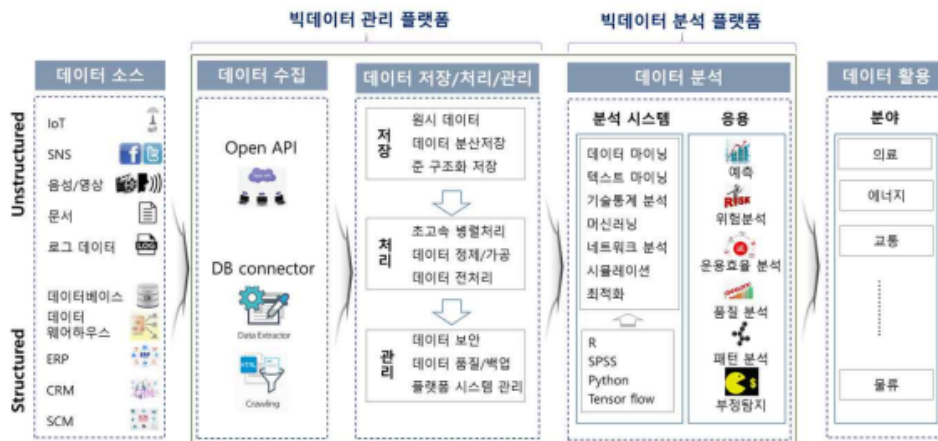 빅데이터 관리 플랫폼
빅데이터 분석 플랫폼
데이터 소스
데이터 수집
데이터 저장/처리/관리
데이터 분석
데이터 활용
Unstructured
IoT
SNS
음성/영상
문서
로그 데이터
LOG
Structured
데이터베이스
데이터
웨어하우스
ERP
ERP
CRM
SCM
Open API
DB connector
Data Extractor
HTML
Crawling
저장
원시 데이터
데이터 분산저장
준 구조화 저장
처리
초고속 병렬처리
데이터 정제/가공
데이터 전처리
관리
데이터 보안
데이터 품질/백업
플랫폼 시스템 관리
분석 시스템
데이터 마이닝
텍스트 마이닝
기술통계 분석
머신러닝
네트워크 분석
시뮬레이션
최적화
R
SPSS
Python
Tensor flow
응용
예측
RISK
위험분석
운용효율 분석
품질 분석
패턴 분석
$
부정탐지
분야
의료
에너지
교통
물류